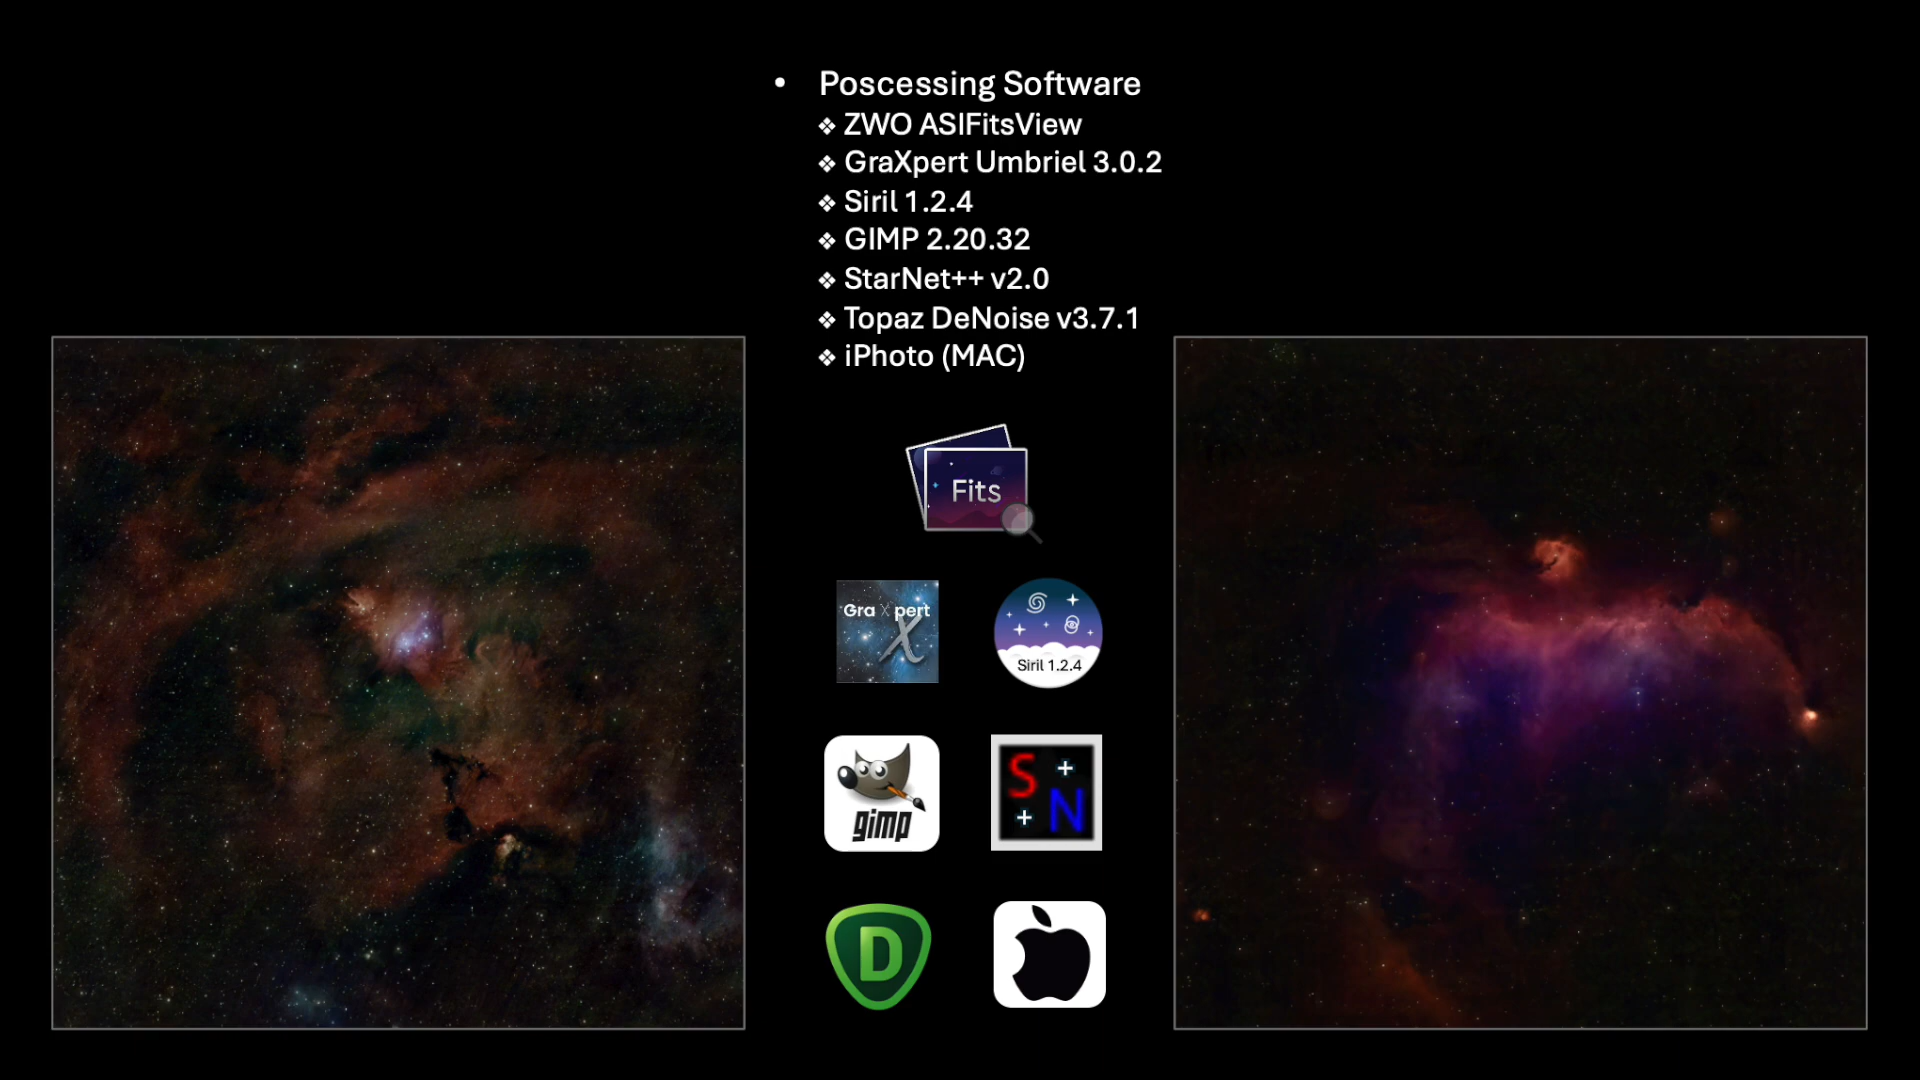 • Poscessing Software
❖ ZWO ASIFitsView
❖ GraXpert Umbriel 3.0.2
❖ Siril 1.2.4
❖ GIMP 2.20.32
❖ StarNet++ v2.0
❖ Topaz DeNoise v3.7.1
❖ iPhoto (MAC)
Fits
Gra X pert
X
Siril 1.2.4
gimp
S
N
D